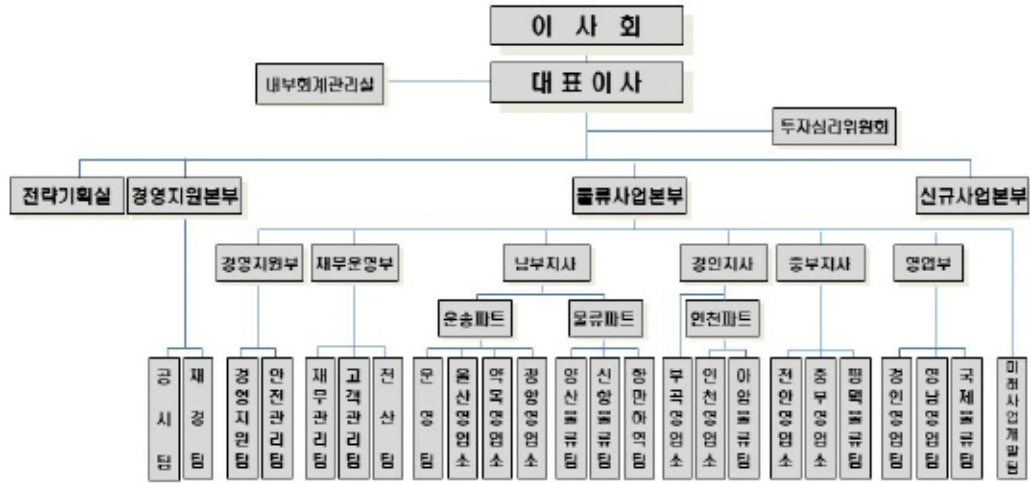 이 사 회
내부회계관리실
대 표 이 사
투자심리위원회
전략기획실
경영지원본부
물류사업본부
신규사업본부
경영지원부
재무운영부
남부지사
경인지사
중부지사
영업부
운송파트
물류파트
인천파트
공시팀
재경팀
경영지원팀
안전관리팀
재무관리팀
고객관리팀
전산팀
운영팀
울산영업소
약목영업소
광양영업소
양산물류팀
신항물류팀
항만하역팀
부곡영업소
인천영업소
아암물류팀
천안영업소
중부영업소
평택물류팀
경인영업팀
영남영업팀
국제물류팀
미래사업개발팀